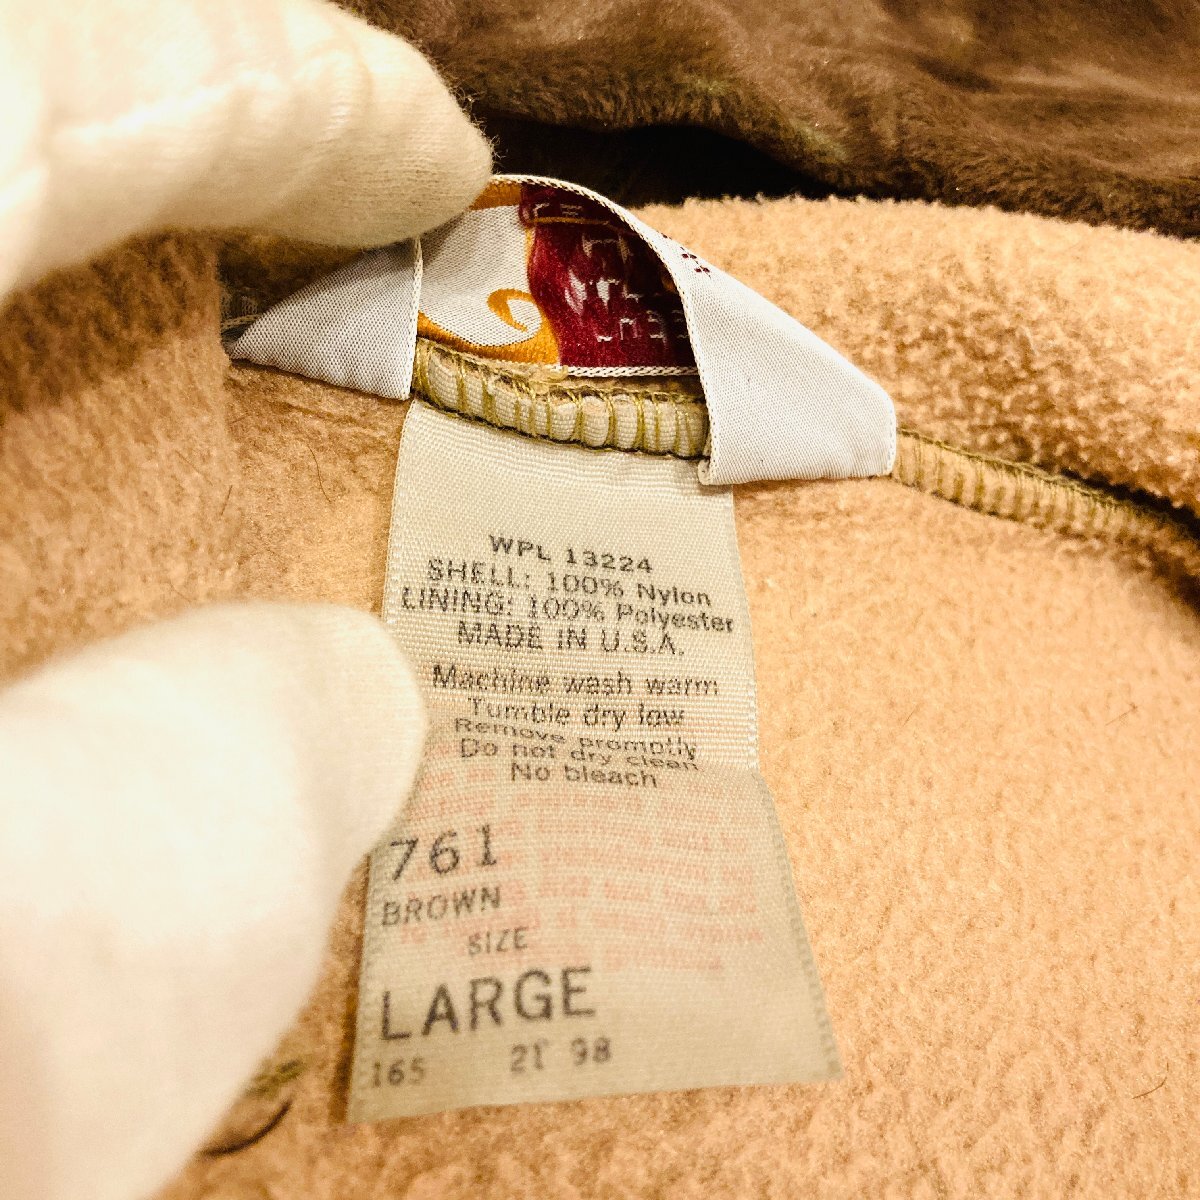 WPL 13224
SHELL: 100% Nylon
LINING: 100% Polyester
MADE IN U.S.A.
Machine wash warm
Tumble dry low
Remove promptly
Do not dry clean
No bleach
761
BROWN
SIZE
LARGE
165 21 98